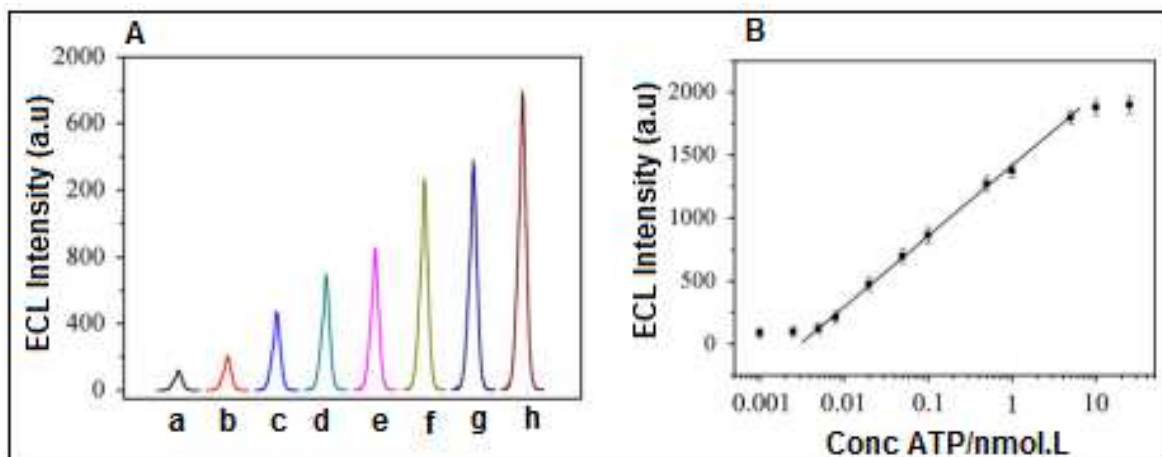 A
2000
600
200
800
400
0
ECL Intensity (a.u)
a b c d e f g h
B
2000
1500
1000
500
0
ECL Intensity (a.u)
0.001 0.01 0.1 1 10
Conc ATP/nmol.L